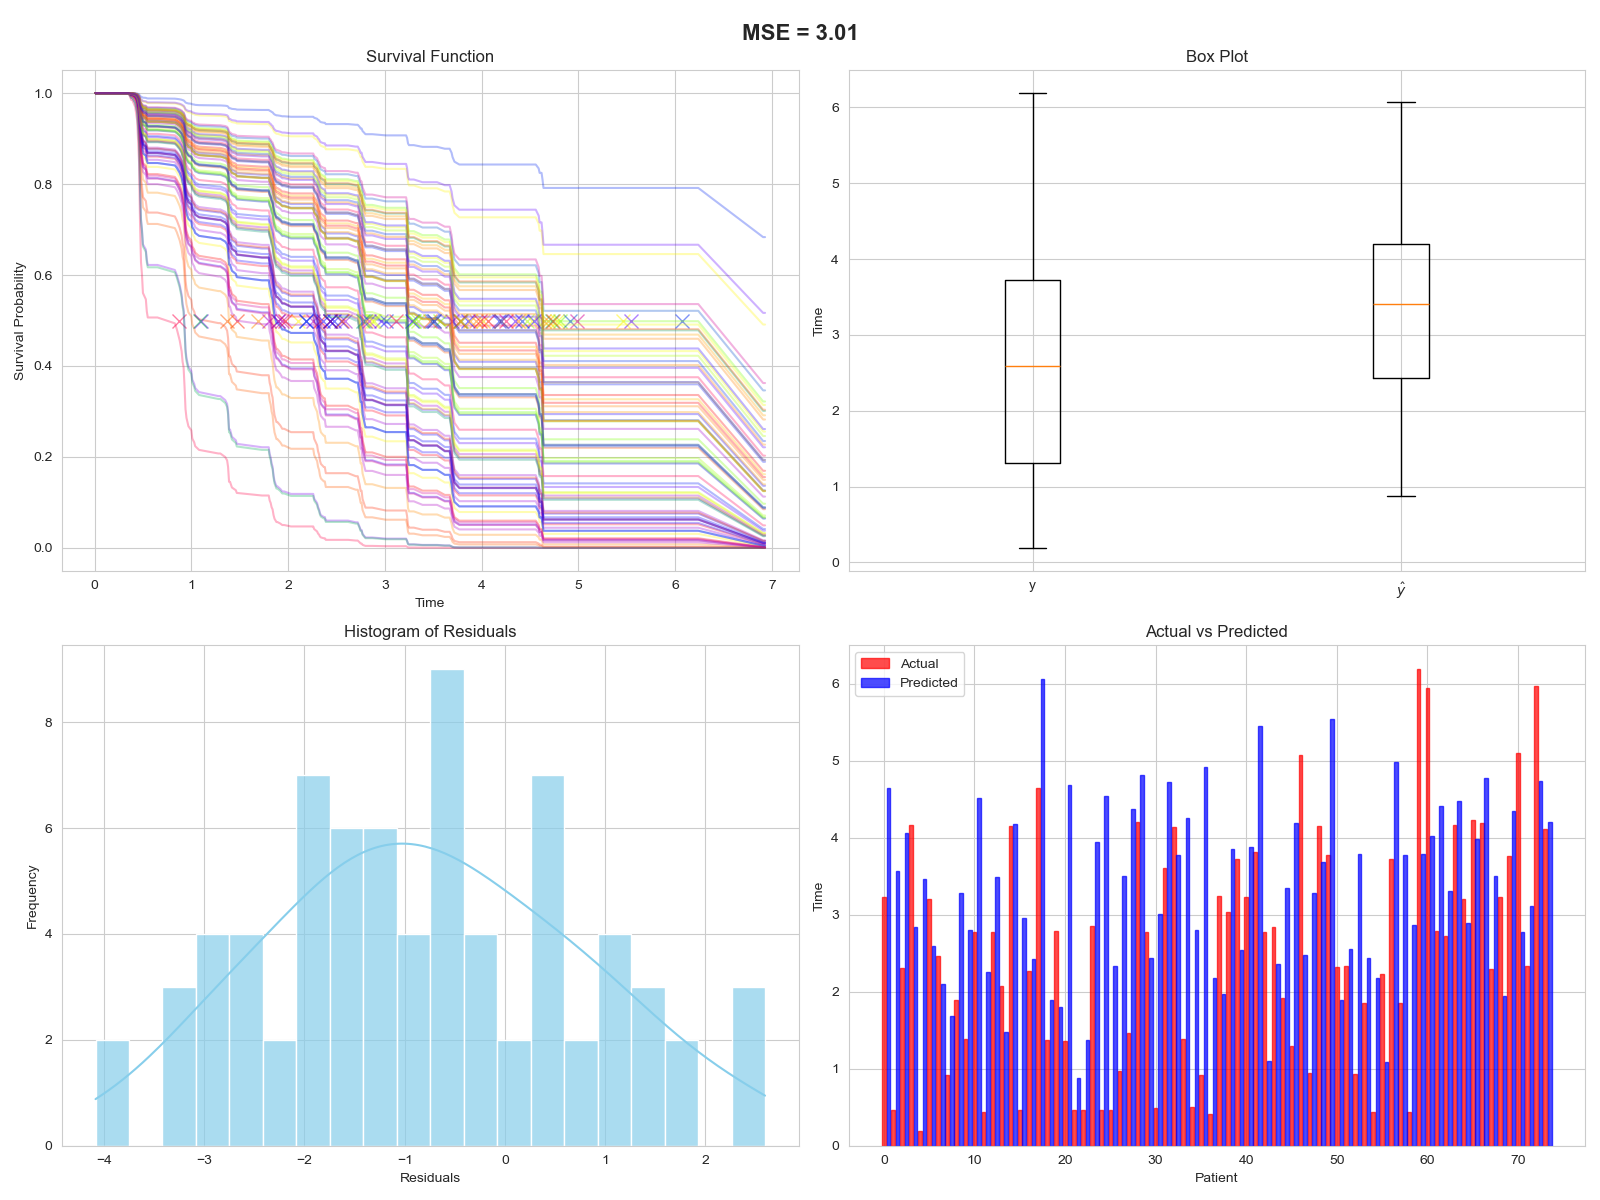 MSE = 3.01
Survival Function
Survival Probability
1.0
0.8
0.6
0.4
0.2
0.0
0 1 2 3 4 5 6 7
Time
Box Plot
Time
6
5
4
3
2
1
0
y ŷ
Histogram of Residuals
Frequency
8
6
4
2
0
−4 −3 −2 −1 0 1 2
Residuals
Actual vs Predicted
Actual
Predicted
Time
6
5
4
3
2
1
0
0 10 20 30 40 50 60 70
Patient